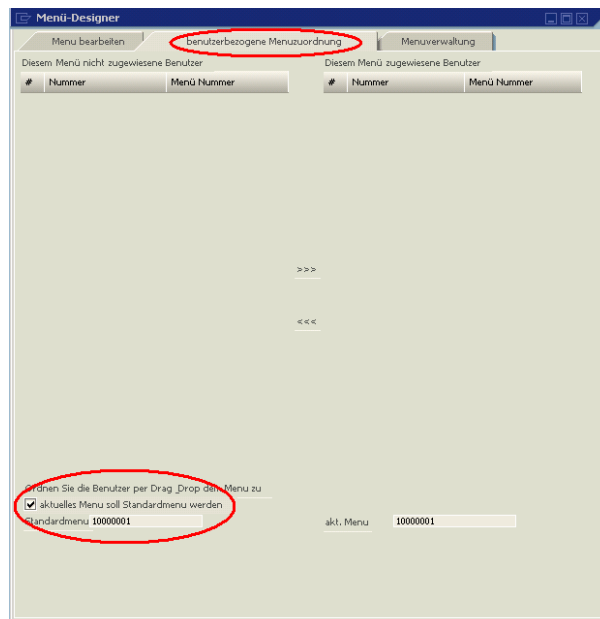 Menü-Designer
Menu bearbeiten benutzerbezogene Menuzuordnung Menuverwaltung
Diesem Menü nicht zugewiesene Benutzer Diesem Menü zugewiesene Benutzer
# Nummer Menü Nummer # Nummer Menü Nummer
>>>
<<<
Ordnen Sie die Benutzer per Drag_Drop dem Menu zu
aktuelles Menu soll Standardmenu werden
Standardmenu 10000001 akt. Menu 10000001